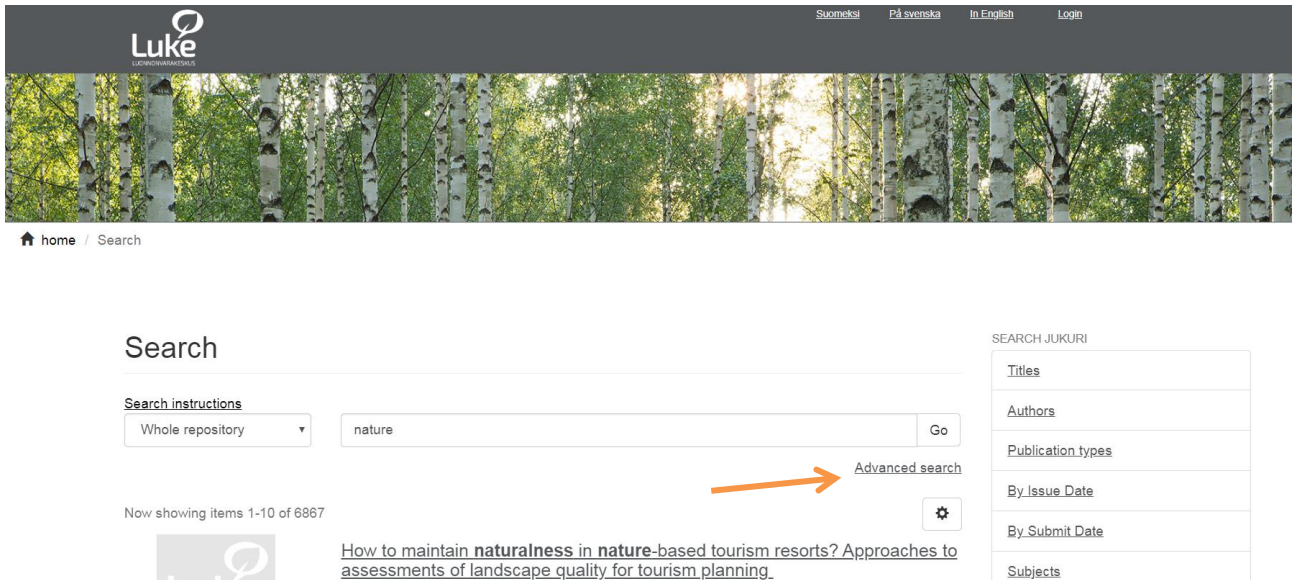 Suomeksi På svenska In English Login
Luke
LUONNONVARAKESKUS
home / Search
Search
Search instructions
Whole repository
nature
Go
Advanced search
Now showing items 1-10 of 6867
How to maintain naturalness in nature-based tourism resorts? Approaches to
assessments of landscape quality for tourism planning
SEARCH JUKURI
Titles
Authors
Publication types
By Issue Date
By Submit Date
Subjects